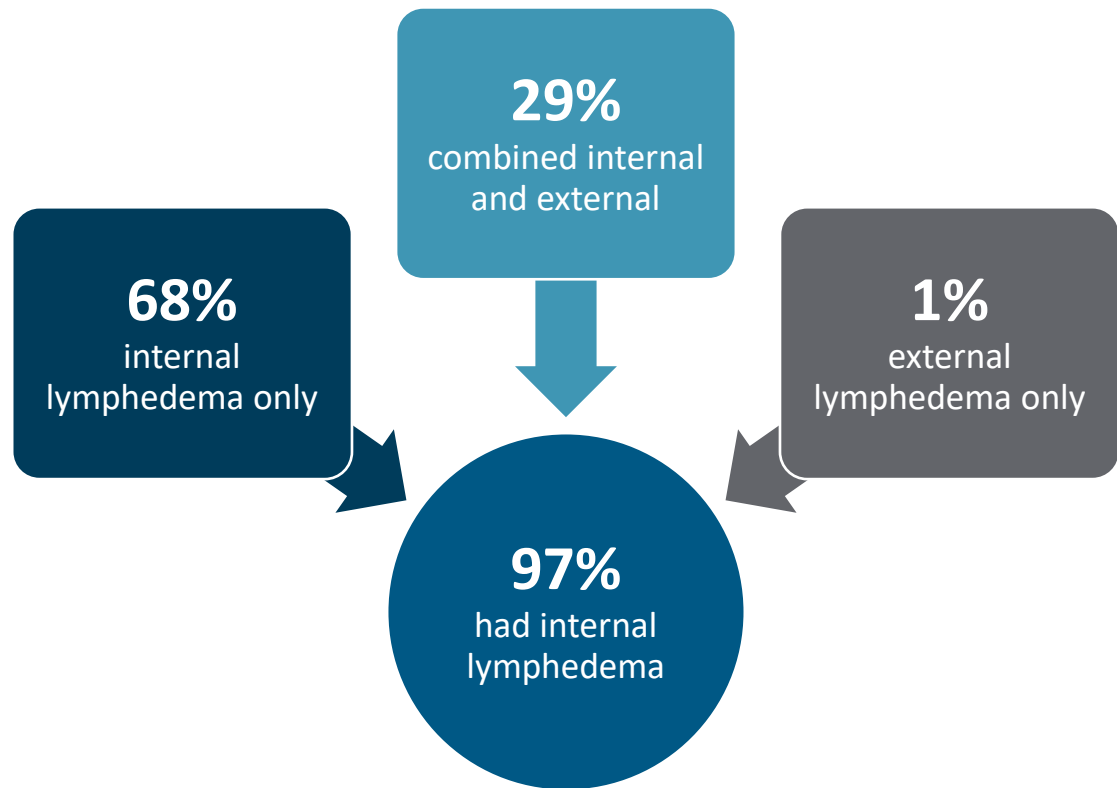 29%
combined internal
and external
68%
internal
lymphedema only
1%
external
lymphedema only
97%
had internal
lymphedema